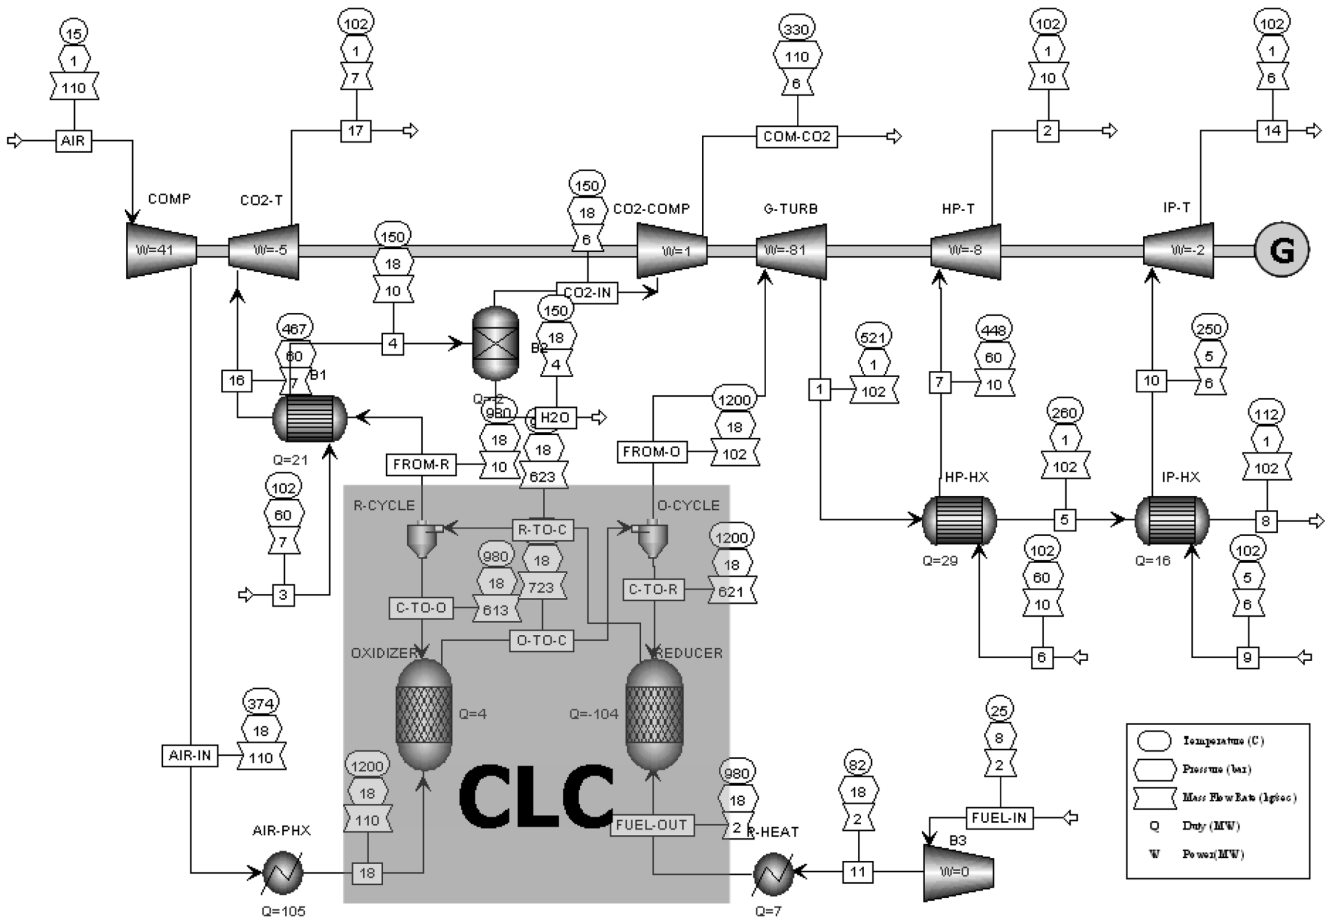 15
1
110
AIR
102
1
7
17
330
110
6
COM-CO2
102
1
10
2
102
1
6
14
COMP
CO2-T
CO2-COMP
G-TURB
HP-T
IP-T
W=41
W=-5
W=1
W=-81
W=-8
W=-2
G
150
18
10
4
150
18
6
CO2-IN
B2
Q=-2
150
18
4
H2O
467
60
7
16
B1
Q=21
102
60
7
3
980
18
10
FROM-R
18
623
R-TO-C
1200
18
102
FROM-O
521
1
102
1
448
60
10
7
250
5
6
10
260
1
102
5
112
1
102
8
HP-HX
Q=29
IP-HX
Q=16
102
60
10
6
102
5
6
9
R-CYCLE
O-CYCLE
980
18
613
C-TO-O
18
723
O-TO-C
1200
18
621
C-TO-R
OXIDIZER
Q=4
REDUCER
Q=-104
CLC
374
18
110
AIR-IN
AIR-PHX
Q=105
1200
18
110
18
980
18
2
FUEL-OUT
-HEAT
Q=7
82
18
2
11
25
8
2
FUEL-IN
B3
W=0
Temperature (C)
Pressure (bar)
Mass Flow Rate (kg/sec)
Q Duty (MW)
W Power(MW)